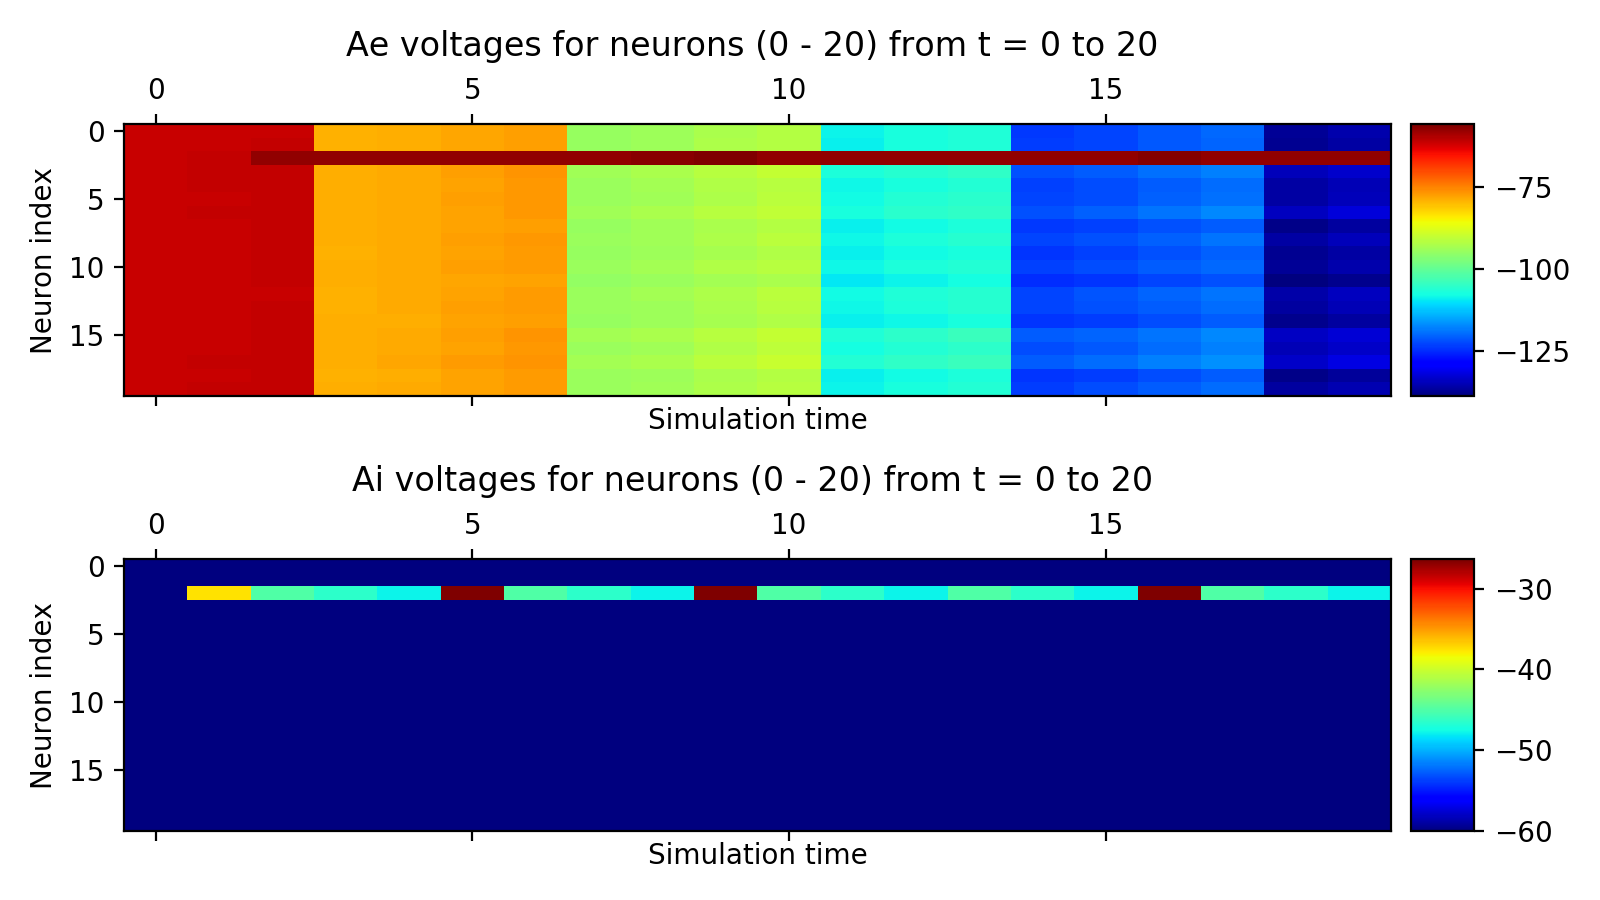 Ae voltages for neurons (0 - 20) from t = 0 to 20
0 5 10 15
Neuron index
0
5
10
15
Simulation time
−75
−100
−125
Ai voltages for neurons (0 - 20) from t = 0 to 20
0 5 10 15
Neuron index
0
5
10
15
Simulation time
−30
−40
−50
−60